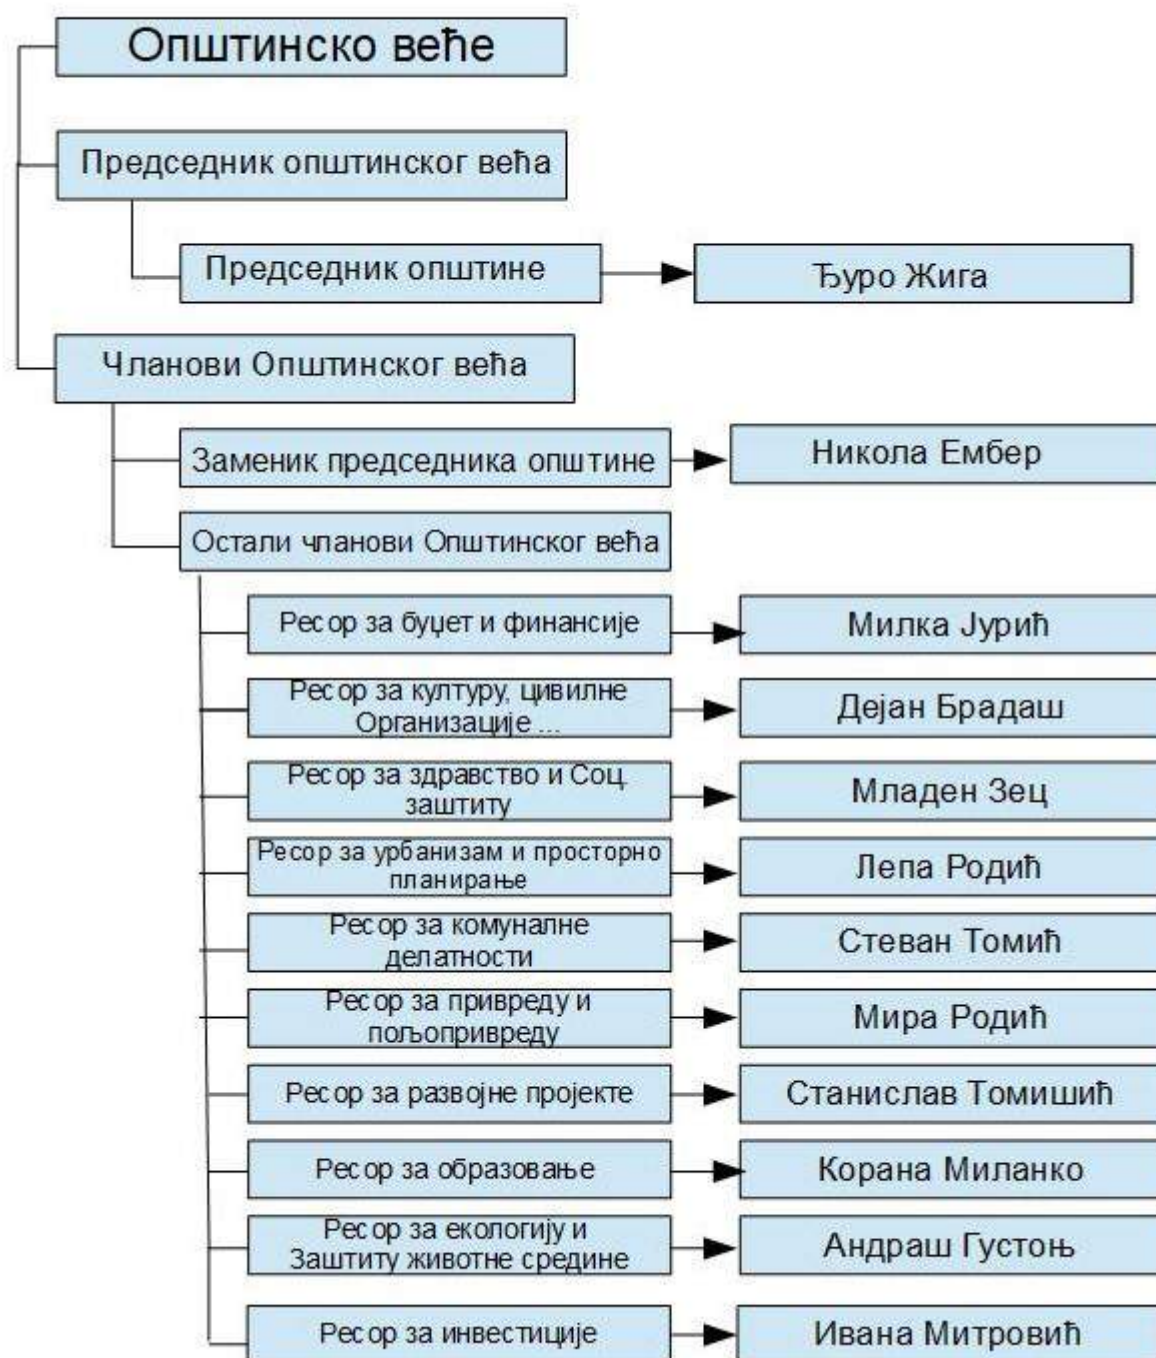 Општинско веће
Председник општинског већа
Председник општине
Ђуро Жига
Чланови Општинског већа
Заменик председника општине
Никола Ембер
Остали чланови Општинског већа
Ресор за буџет и финансије
Милка Јурић
Ресор за културу, цивилне
Организације ...
Дејан Брадаш
Ресор за здравство и Соц.
заштиту
Младен Зец
Ресор за урбанизам и просторно
планирање
Лепа Родић
Ресор за комуналне
делатности
Стеван Томић
Ресор за привреду и
пољопривреду
Мира Родић
Ресор за развојне пројекте
Станислав Томишић
Ресор за образовање
Корана Миланко
Ресор за екологију и
Заштиту животне средине
Андраш Густоњ
Ресор за инвестиције
Ивана Митровић